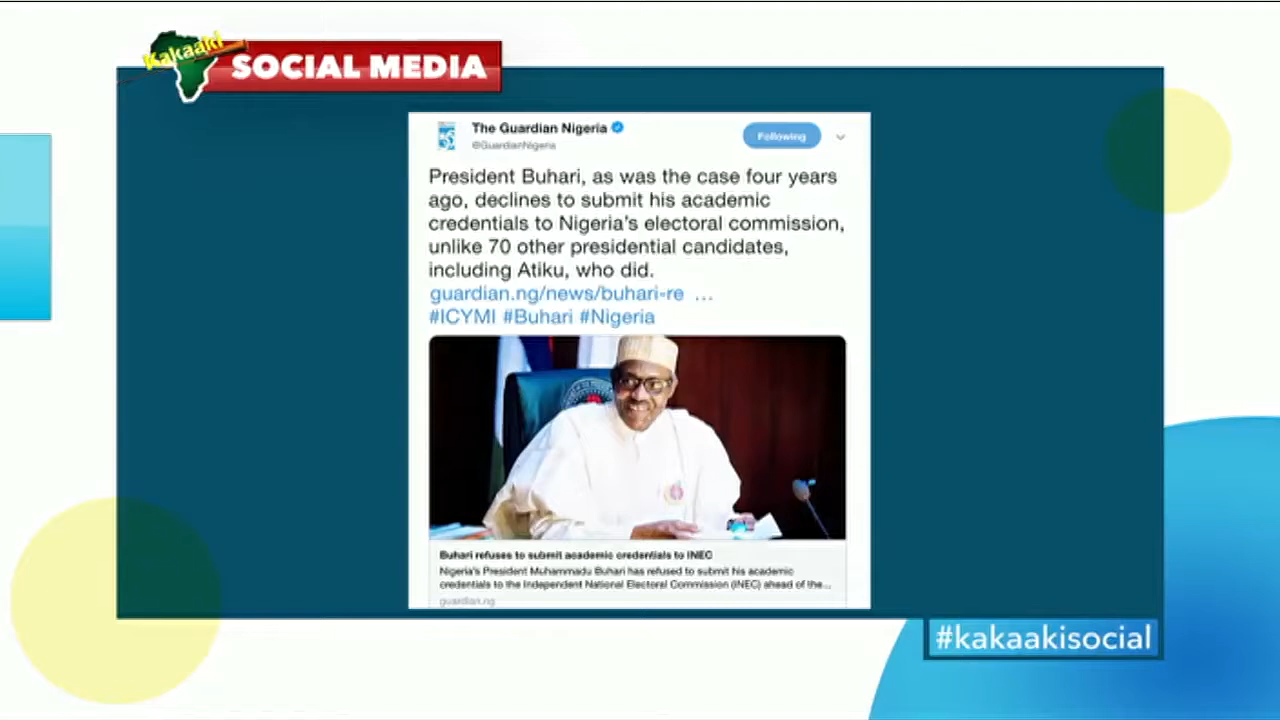 Kakaaki
SOCIAL MEDIA
The Guardian Nigeria
@GuardianNigeria
Following
President Buhari, as was the case four years
ago, declines to submit his academic
credentials to Nigeria's electoral commission,
unlike 70 other presidential candidates,
including Atiku, who did.
guardian.ng/news/buhari-re ...
#ICYMI #Buhari #Nigeria
Buhari refuses to submit academic credentials to INEC
Nigeria's President Muhammadu Buhari has refused to submit his academic
credentials to the Independent National Electoral Commission (INEC) ahead of the...
guardian.ng
#kakaakisocial